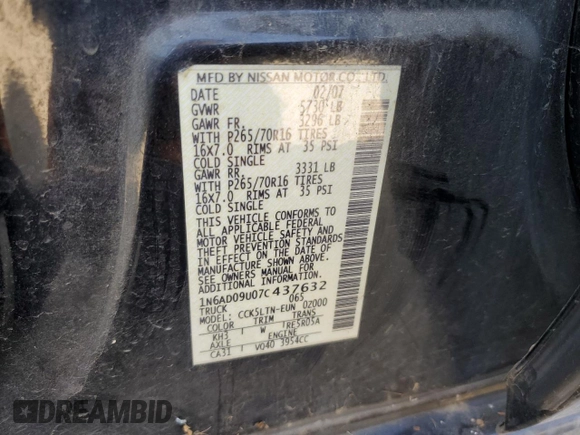 MFD BY NISSAN MOTOR CO., LTD.
DATE 02/07
GVWR 5730 LB
GAWR FR. 3296 LB
WITH P265/70R16 TIRES
16X7.0 RIMS AT 35 PSI
COLD SINGLE
GAWR RR. 3331 LB
WITH P265/70R16 TIRES
16X7.0 RIMS AT 35 PSI
COLD SINGLE
THIS VEHICLE CONFORMS TO
ALL APPLICABLE FEDERAL
MOTOR VEHICLE SAFETY AND
THEFT PREVENTION STANDARDS
IN EFFECT ON THE DATE OF
MANUFACTURE SHOWN ABOVE.
SEE OWNERS MANUAL FOR
ADDITIONAL INFORMATION
1N6AD09U07C437632
TRUCK 065
CCK5LTN-EUN 02000
COLOR TRIM TRANS
KH3 W TRE5R05A
AXLE ENGINE
CA31 VQ40 3954CC
DREAMBID